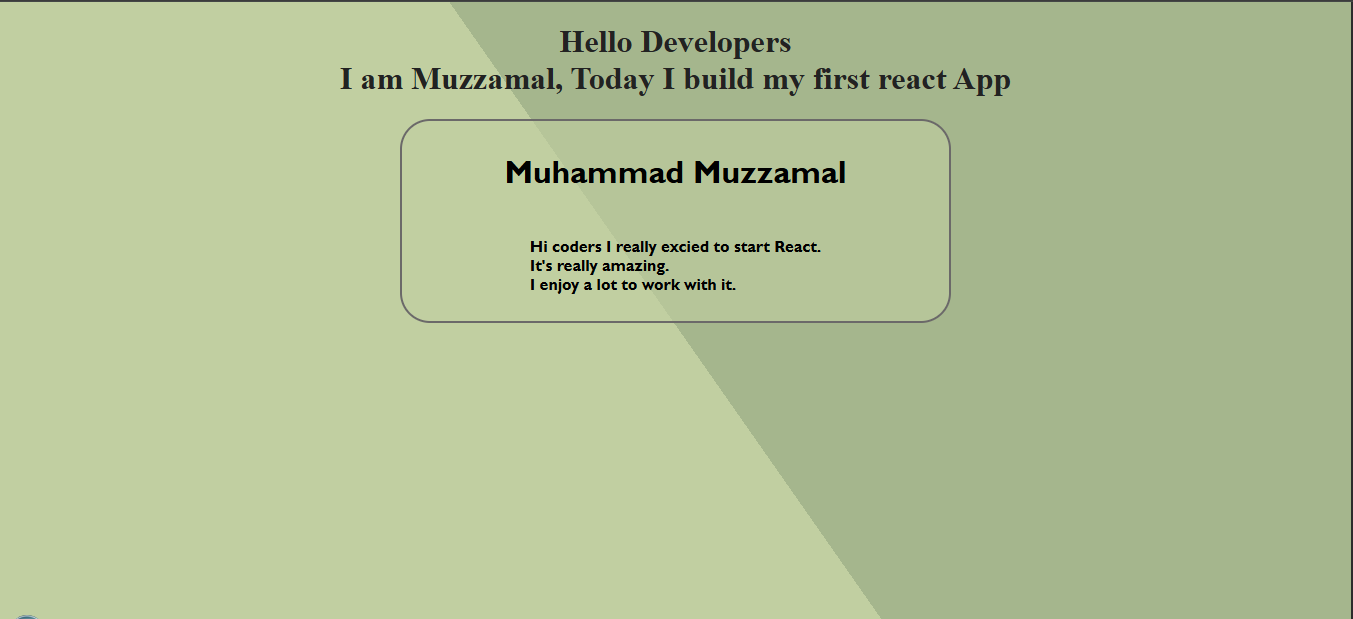 Hello Developers
I am Muzzamal, Today I build my first react App
Muhammad Muzzamal
Hi coders I really excied to start React.
It's really amazing.
I enjoy a lot to work with it.